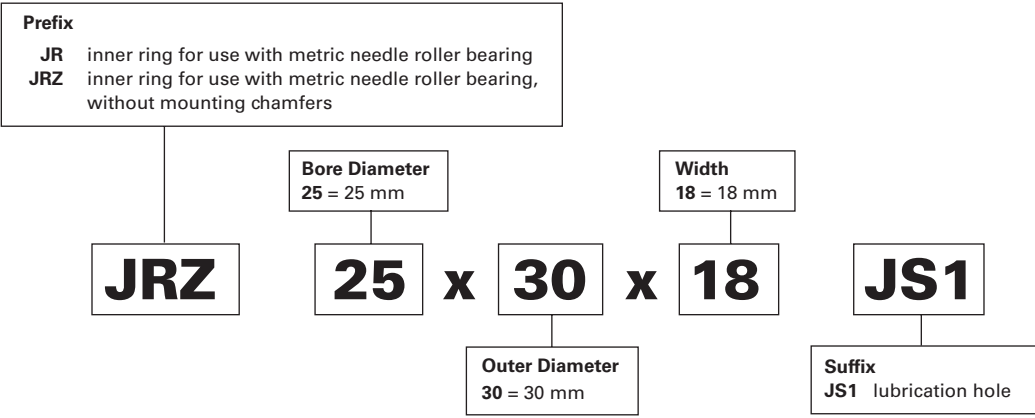 Prefix
JR inner ring for use with metric needle roller bearing
JRZ inner ring for use with metric needle roller bearing,
without mounting chamfers
Bore Diameter
25 = 25 mm
Width
18 = 18 mm
JRZ 25 x 30 x 18 JS1
Outer Diameter
30 = 30 mm
Suffix
JS1 lubrication hole